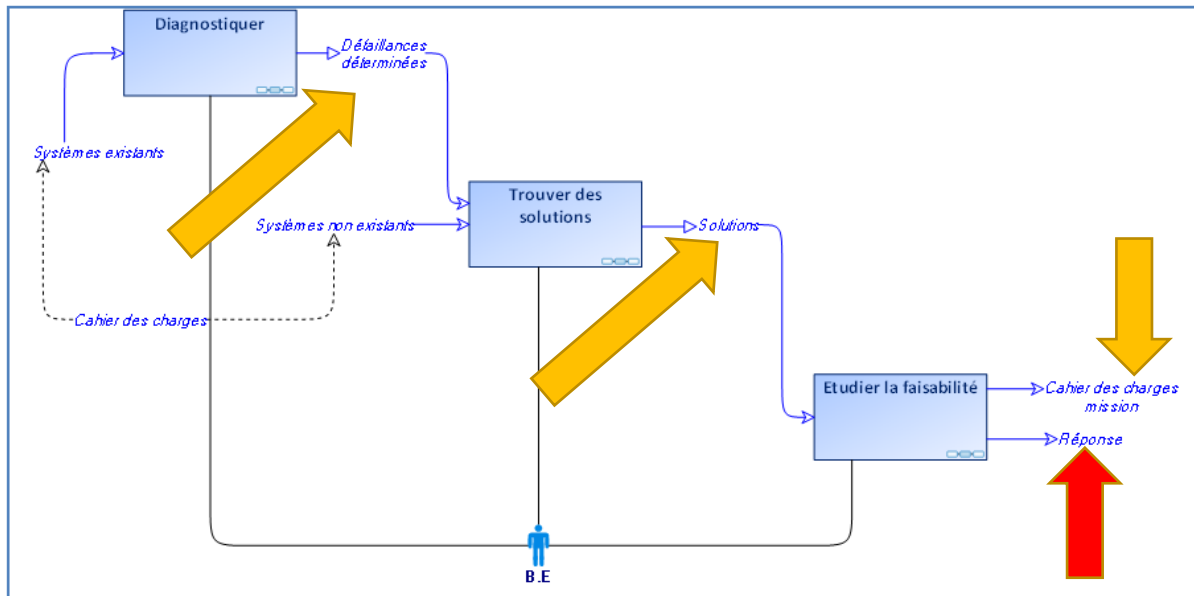 Diagnostiquer
Défaillances
déterminées
Systèmes existants
Trouver des
solutions
Systèmes non existants
Solutions
Cahier des charges
Etudier la faisabilité
Cahier des charges
mission
Réponse
B.E